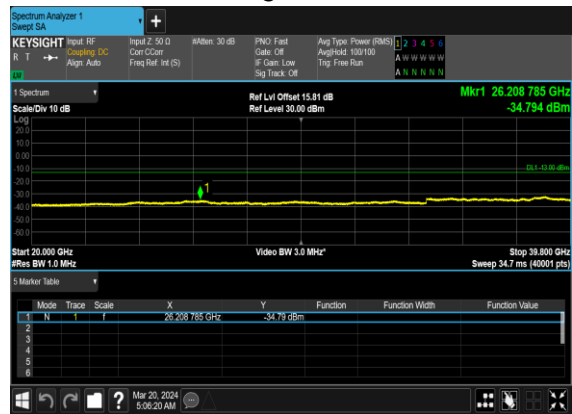 Spectrum Analyzer 1
Swept SA
+
KEYSIGHT Input: RF Input Z: 50 Ω #Atten: 30 dB PNO: Fast Avg Type: Power (RMS) 1 2 3 4 5 6
R T Coupling: DC Corr CCorr Gate: Off Avg|Hold: 100/100 A W W W W W
Align: Auto Freq Ref: Int (S) IF Gain: Low Trig: Free Run
LXI Sig Track: Off A N N N N N
1 Spectrum Ref Lvl Offset 15.81 dB Mkr1 26.208 785 GHz
Scale/Div 10 dB Ref Level 30.00 dBm -34.794 dBm
Log
20.0
10.0
0.00
-10.0 DL1 -13.00 dBm
-20.0 1
-30.0
-40.0
-50.0
-60.0
Start 20.000 GHz Video BW 3.0 MHz* Stop 39.800 GHz
#Res BW 1.0 MHz Sweep 34.7 ms (40001 pts)
5 Marker Table
Mode Trace Scale X Y Function Function Width Function Value
1 N 1 f 26.208 785 GHz -34.79 dBm
2
3
4
5
6
? Mar 20, 2024
5:06:20 AM